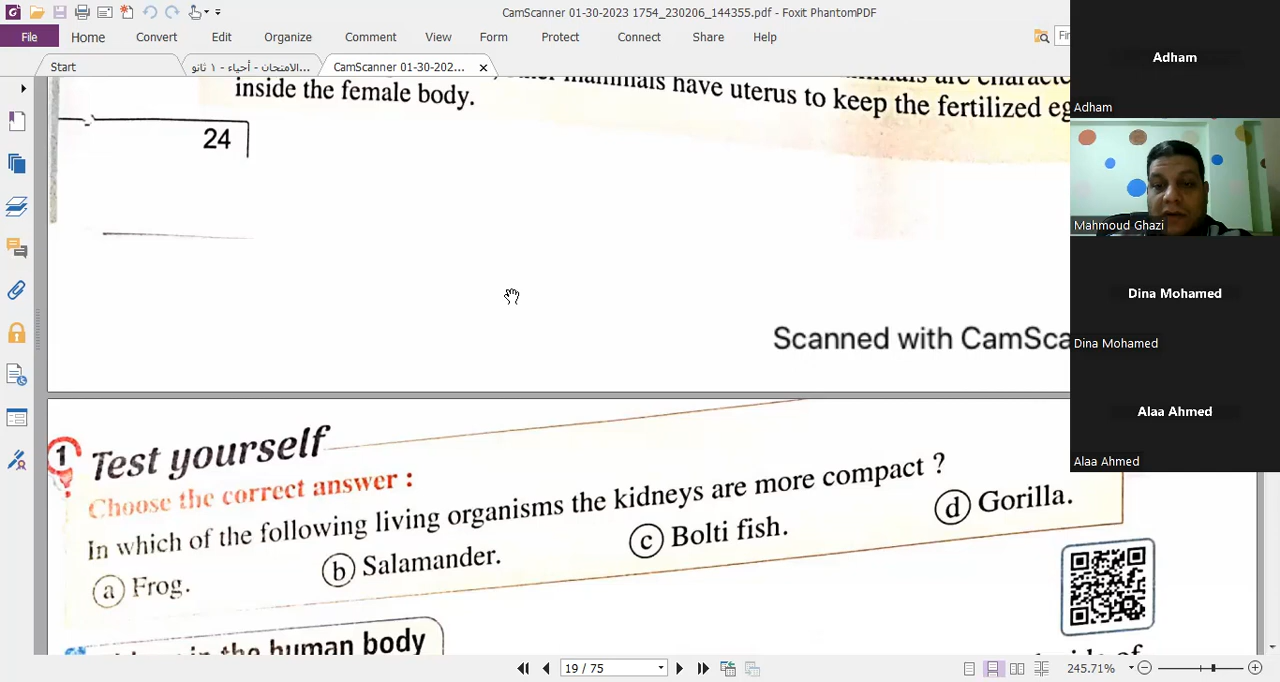 CamScanner 01-30-2023 1754_230206_144355.pdf - Foxit PhantomPDF
File Home Convert Edit Organize Comment View Form Protect Connect Share Help
Start
الامتحان - أحياء - ١ ثانو...
CamScanner 01-30-202...
mammals have uterus to keep the fertilized
inside the female body.
24
Scanned with
1 Test yourself
Choose the correct answer :
In which of the following living organisms the kidneys are more compact ?
a Frog.
b Salamander.
c Bolti fish.
d Gorilla.
in the human body
19 / 75
245.71%
Adham
Adham
Mahmoud Ghazi
Dina Mohamed
Dina Mohamed
Alaa Ahmed
Alaa Ahmed